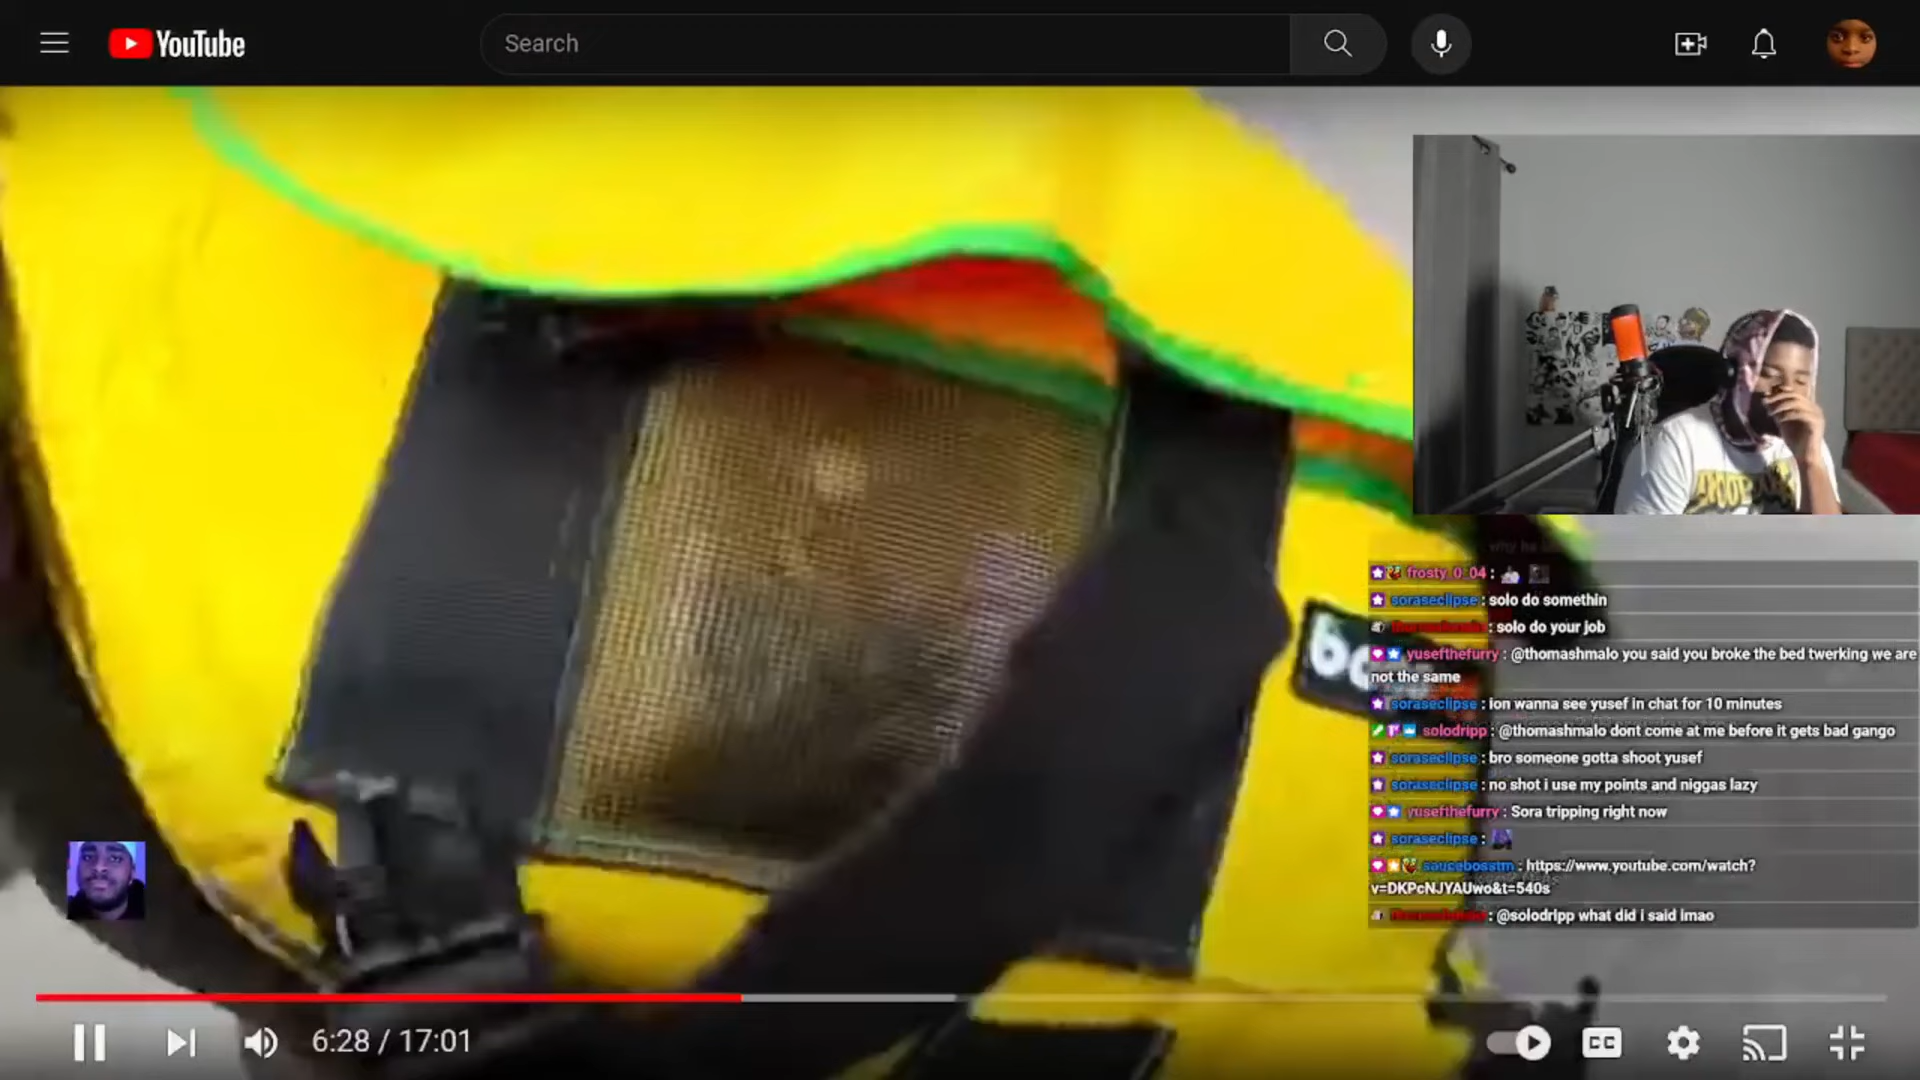 YouTube
Search
frosty_0_04 :
soraseclipse : solo do somethin
: solo do your job
yusefthefurry : @thomashmalo you said you broke the bed twerking we are
not the same
soraseclipse : ion wanna see yusef in chat for 10 minutes
solodripp : @thomashmalo dont come at me before it gets bad gango
soraseclipse : bro someone gotta shoot yusef
soraseclipse : no shot i use my points and niggas lazy
yusefthefurry : Sora tripping right now
soraseclipse :
saucebosstm : https://www.youtube.com/watch?
v=DKPcNJYAUwo&t=540s
: @solodripp what did i said lmao
6:28 / 17:01
CC